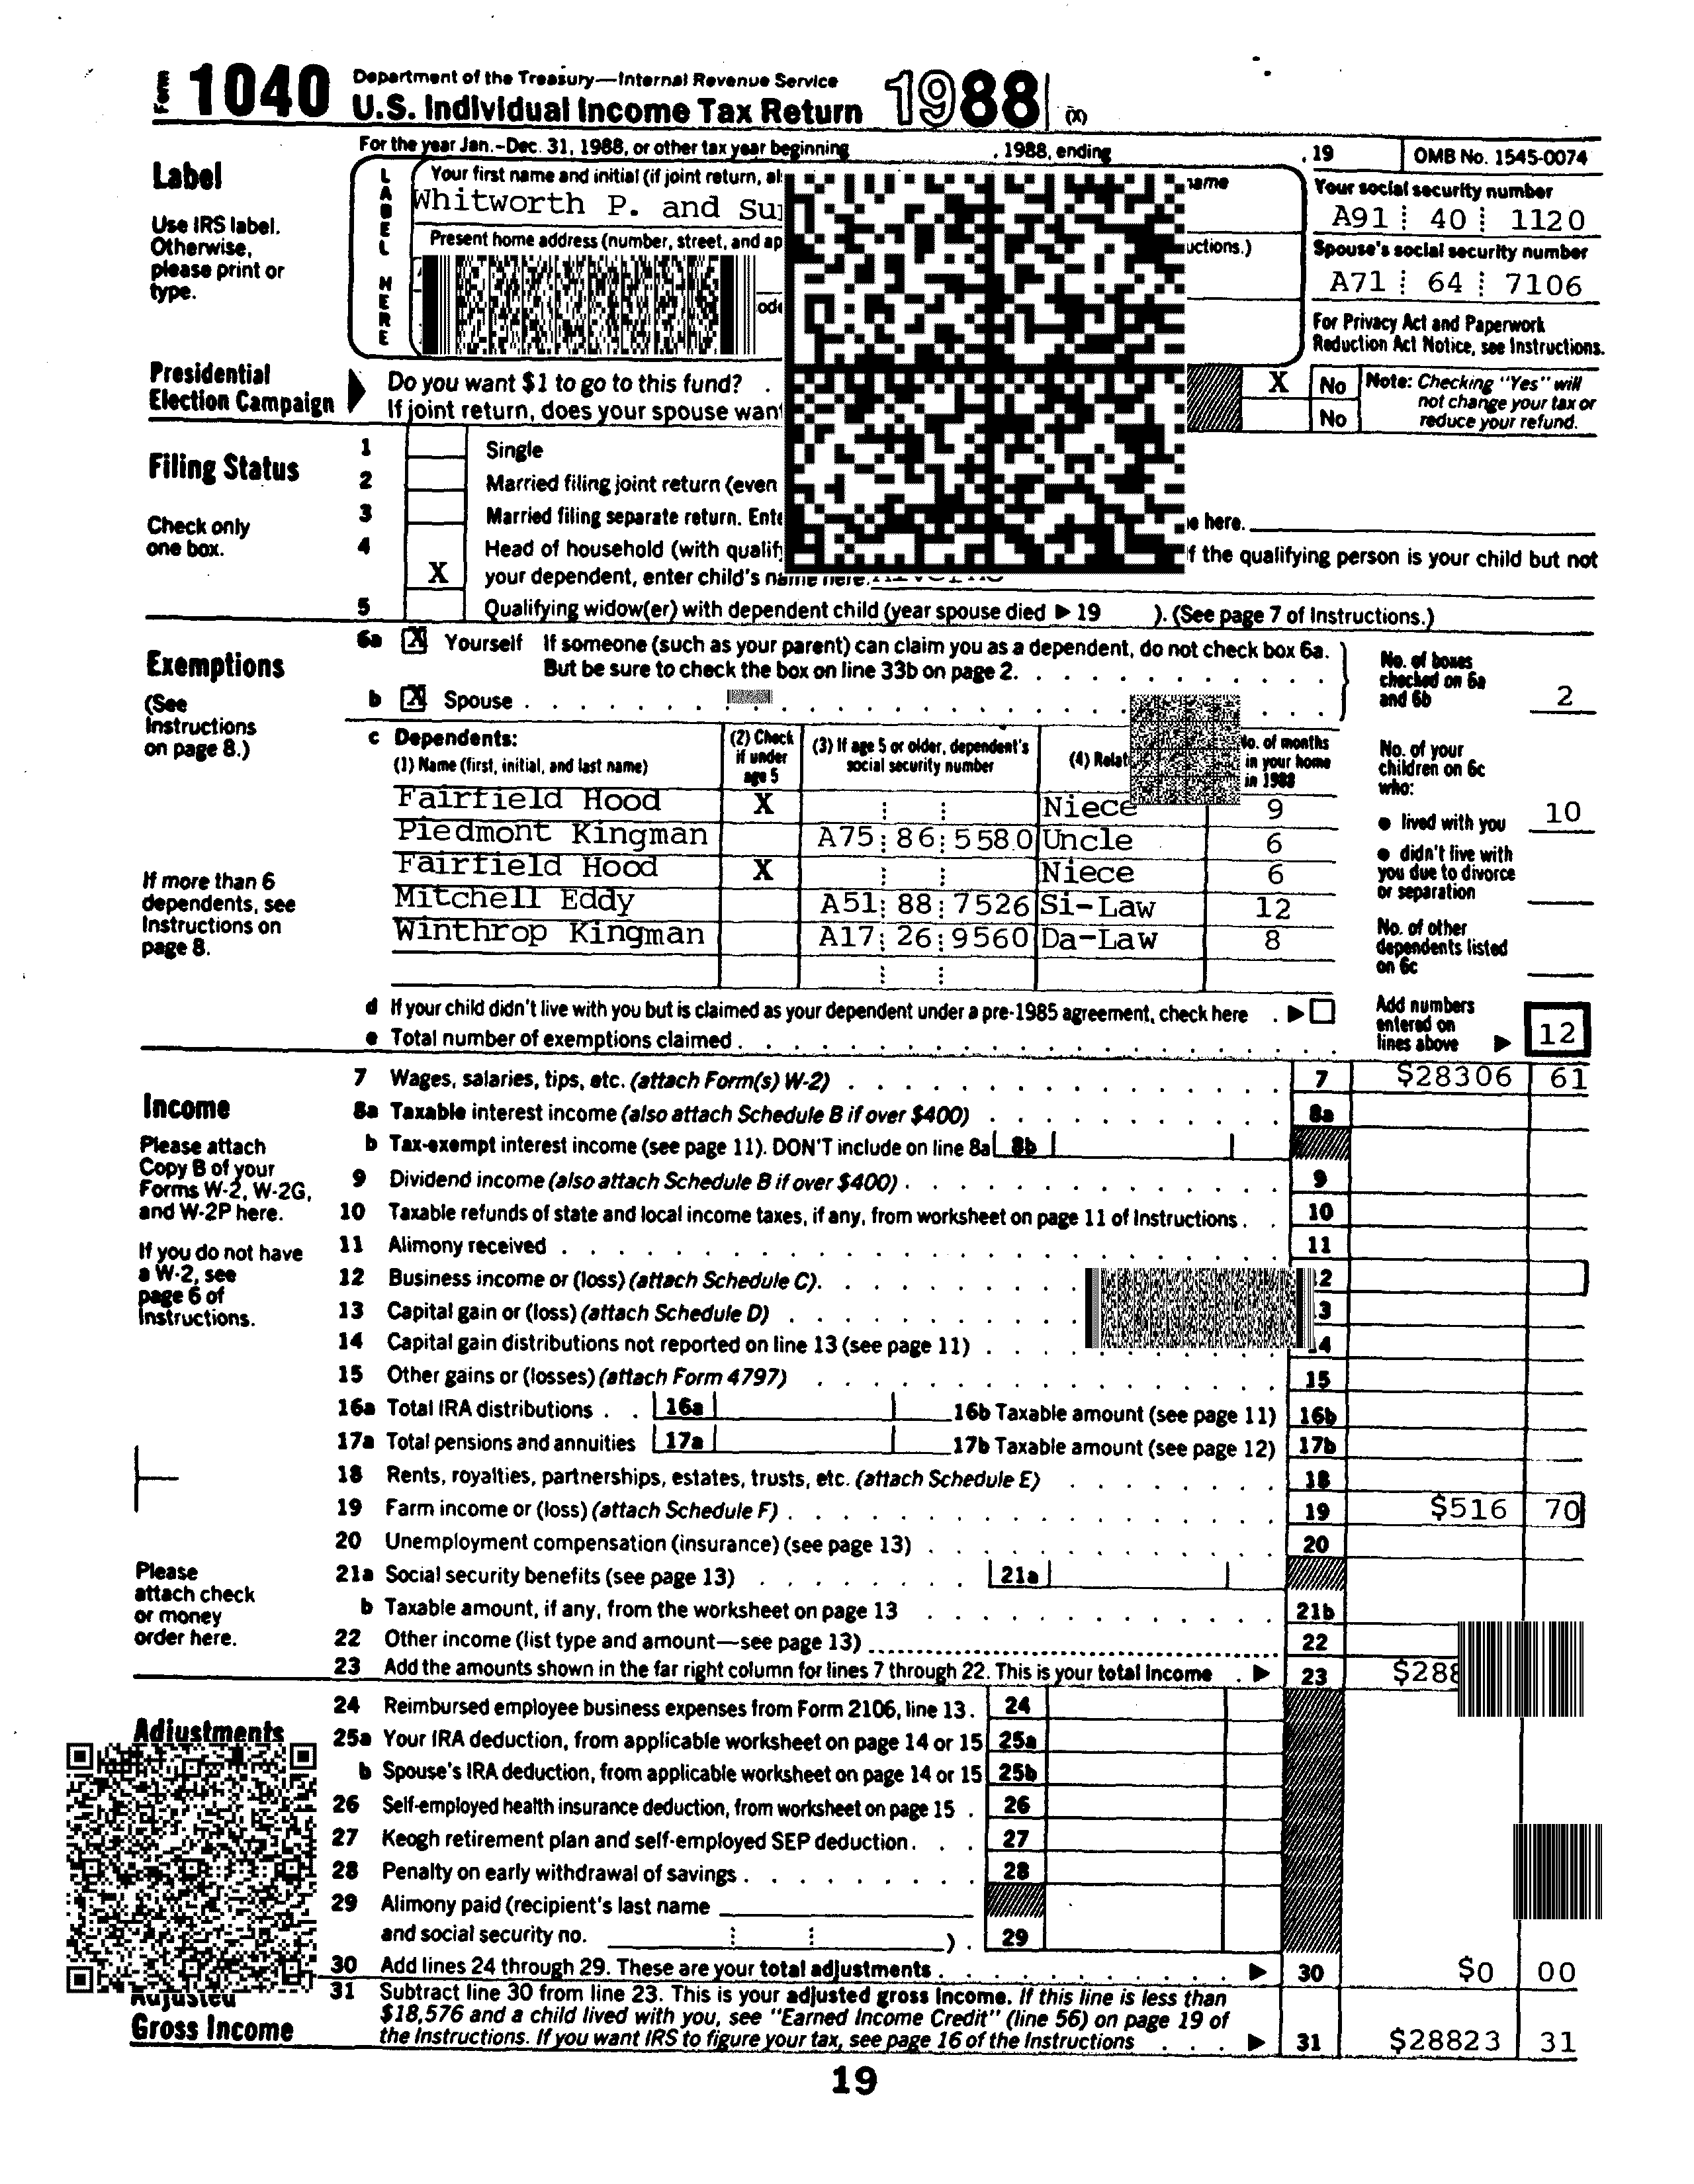 Form 1040 Department of the Treasury—Internal Revenue Service
U.S. Individual Income Tax Return 1988 (X)
For the year Jan.–Dec. 31, 1988, or other tax year beginning , 1988, ending , 19 OMB No. 1545-0074
Label
Use IRS label. Otherwise, please print or type.
LABEL HERE
Your first name and initial (if joint return, name
Whitworth P. and
Your social security number
A91 40 1120
Present home address (number, street, and
Spouse's social security number
A71 64 7106
For Privacy Act and Paperwork Reduction Act Notice, see Instructions.
Presidential Election Campaign
Do you want $1 to go to this fund? . X No
If joint return, does your spouse No
Note: Checking "Yes" will not change your tax or reduce your refund.
Filing Status
Check only one box.
1 Single
2 Married filing joint return (even
3 Married filing separate return. here.
4 Head of household (with the qualifying person is your child but not
X your dependent, enter child's name here.
5 Qualifying widow(er) with dependent child (year spouse died ▶ 19 ). (See page 7 of Instructions.)
Exemptions
(See Instructions on page 8.)
6a X Yourself If someone (such as your parent) can claim you as a dependent, do not check box 6a.
But be sure to check the box on line 33b on page 2.
b X Spouse
No. of boxes checked on 6a and 6b 2
c Dependents:
(1) Name (first, initial, and last name) (2) Check if under age 5 (3) If age 5 or older, dependent's social security number (4) of months in your home in 1988
Fairfield Hood X Niece 9
Piedmont Kingman A75 86 5580 Uncle 6
Fairfield Hood X Niece 6
Mitchell Eddy A51 88 7526 Si-Law 12
Winthrop Kingman A17 26 9560 Da-Law 8
If more than 6 dependents, see Instructions on page 8.
No. of your children on 6c who:
● lived with you 10
● didn't live with you due to divorce or separation
No. of other dependents listed on 6c
d If your child didn't live with you but is claimed as your dependent under a pre-1985 agreement, check here . ▶
e Total number of exemptions claimed
Add numbers entered on lines above ▶ 12
Income
Please attach Copy B of your Forms W-2, W-2G, and W-2P here.
If you do not have a W-2, see page 6 of Instructions.
Please attach check or money order here.
7 Wages, salaries, tips, etc. (attach Form(s) W-2) 7 $28306 61
8a Taxable interest income (also attach Schedule B if over $400) 8a
b Tax-exempt interest income (see page 11). DON'T include on line 8a 8b
9 Dividend income (also attach Schedule B if over $400) 9
10 Taxable refunds of state and local income taxes, if any, from worksheet on page 11 of Instructions 10
11 Alimony received 11
12 Business income or (loss) (attach Schedule C). 2
13 Capital gain or (loss) (attach Schedule D) 3
14 Capital gain distributions not reported on line 13 (see page 11) 4
15 Other gains or (losses) (attach Form 4797) 15
16a Total IRA distributions 16a 16b Taxable amount (see page 11) 16b
17a Total pensions and annuities 17a 17b Taxable amount (see page 12) 17b
18 Rents, royalties, partnerships, estates, trusts, etc. (attach Schedule E) 18
19 Farm income or (loss) (attach Schedule F) 19 $516 70
20 Unemployment compensation (insurance) (see page 13) 20
21a Social security benefits (see page 13) 21a
b Taxable amount, if any, from the worksheet on page 13 21b
22 Other income (list type and amount—see page 13) 22
23 Add the amounts shown in the far right column for lines 7 through 22. This is your total income ▶ 23
Adjustments
24 Reimbursed employee business expenses from Form 2106, line 13. 24
25a Your IRA deduction, from applicable worksheet on page 14 or 15 25a
b Spouse's IRA deduction, from applicable worksheet on page 14 or 15 25b
26 Self-employed health insurance deduction, from worksheet on page 15 26
27 Keogh retirement plan and self-employed SEP deduction 27
28 Penalty on early withdrawal of savings 28
29 Alimony paid (recipient's last name
and social security no. ) 29
30 Add lines 24 through 29. These are your total adjustments ▶ 30 $0 00
Adjusted Gross Income
31 Subtract line 30 from line 23. This is your adjusted gross income. If this line is less than
$18,576 and a child lived with you, see "Earned Income Credit" (line 56) on page 19 of
the Instructions. If you want IRS to figure your tax, see page 16 of the Instructions ▶ 31 $28823 31
19